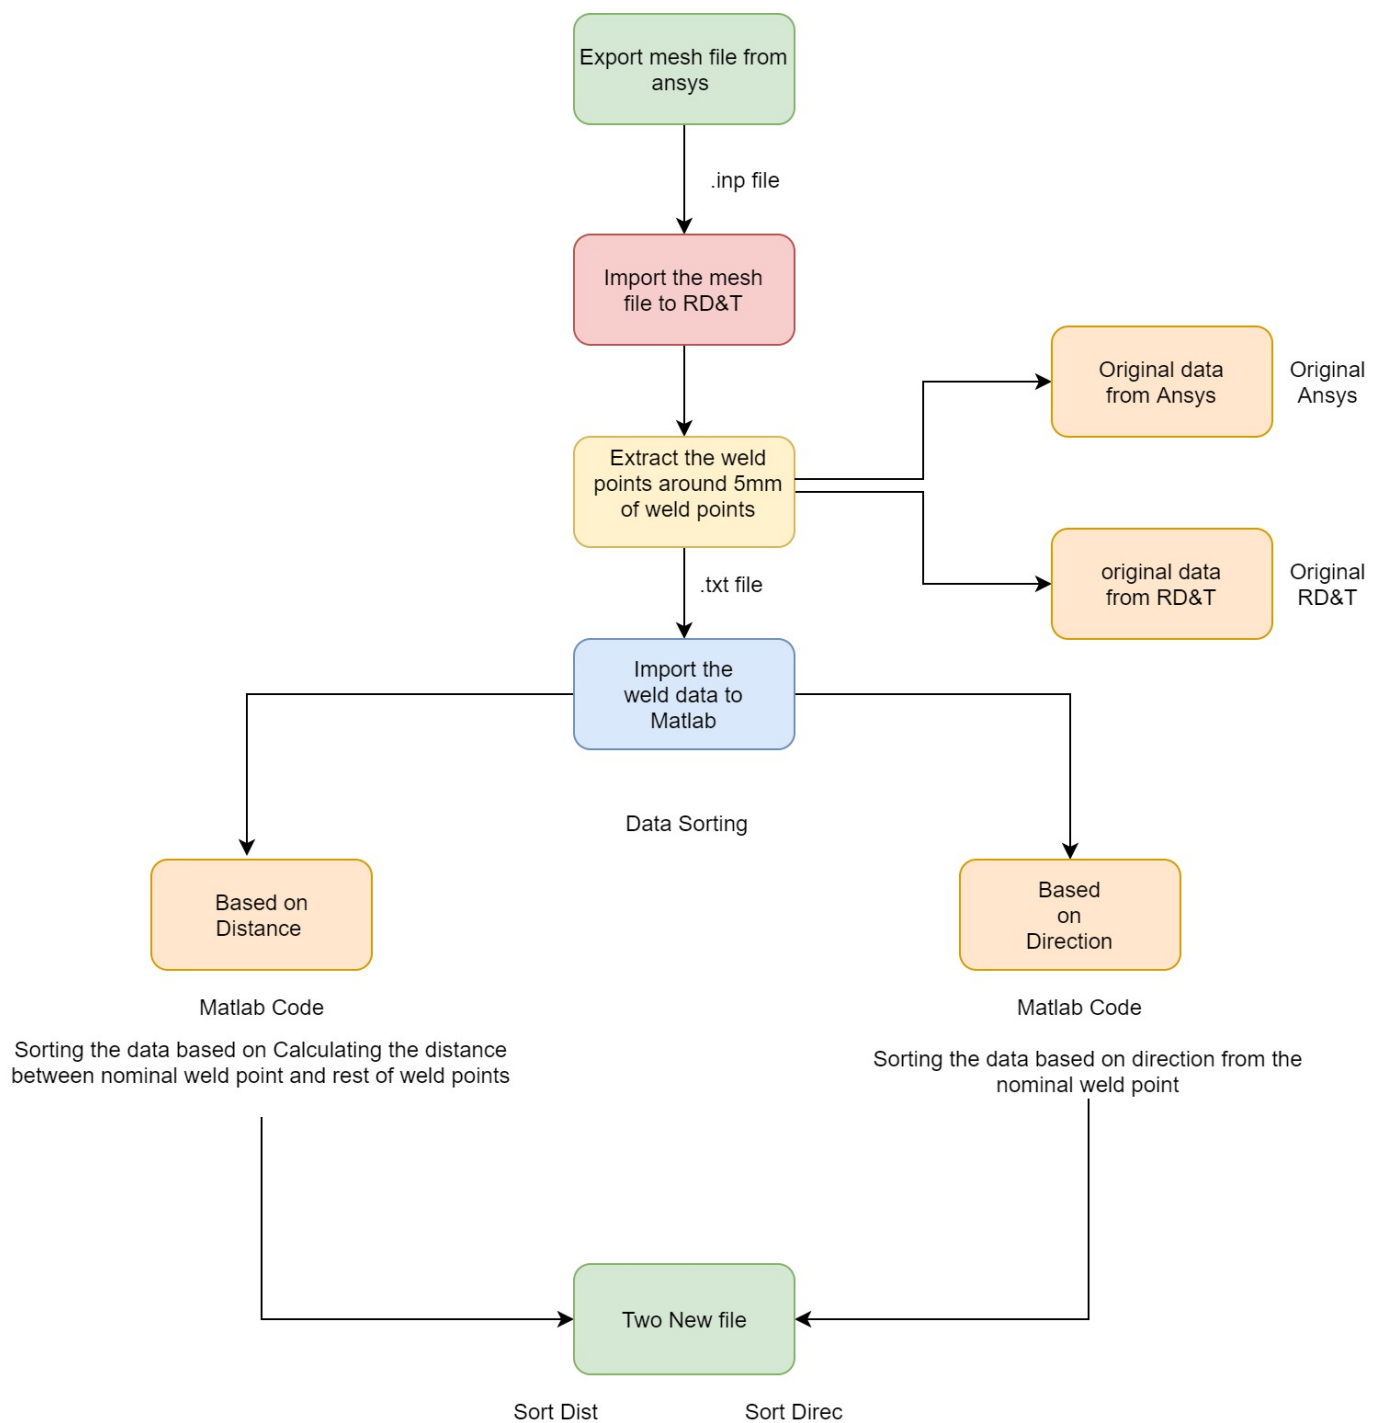 Export mesh file from
ansys
.inp file
Import the mesh
file to RD&T
Original data
from Ansys
Original
Ansys
Extract the weld
points around 5mm
of weld points
original data
from RD&T
Original
RD&T
.txt file
Import the
weld data to
Matlab
Data Sorting
Based on
Distance
Based
on
Direction
Matlab Code
Matlab Code
Sorting the data based on Calculating the distance
between nominal weld point and rest of weld points
Sorting the data based on direction from the
nominal weld point
Two New file
Sort Dist
Sort Direc